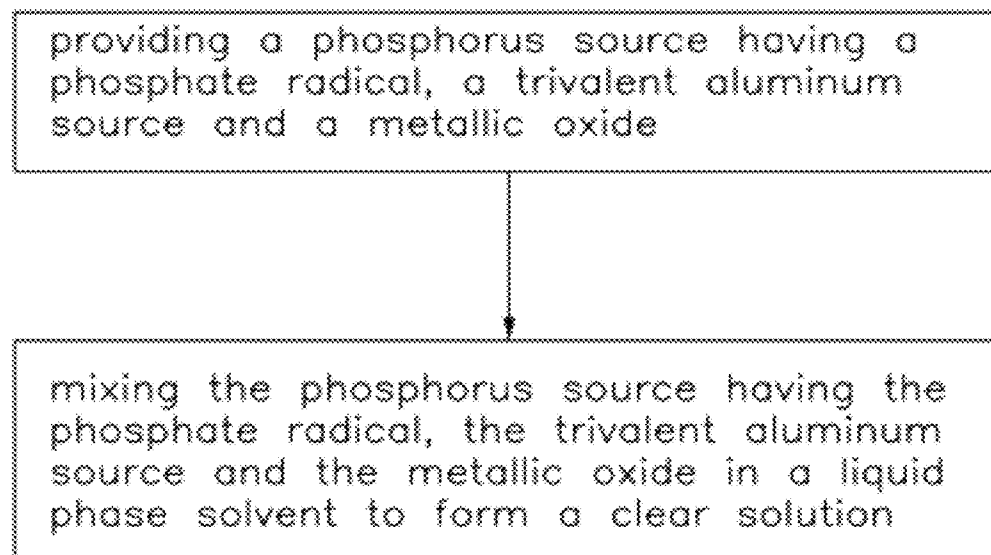 providing a phosphorus source having a
phosphate radical, a trivalent aluminum
source and a metallic oxide
mixing the phosphorus source having the
phosphate radical, the trivalent aluminum
source and the metallic oxide in a liquid
phase solvent to form a clear solution